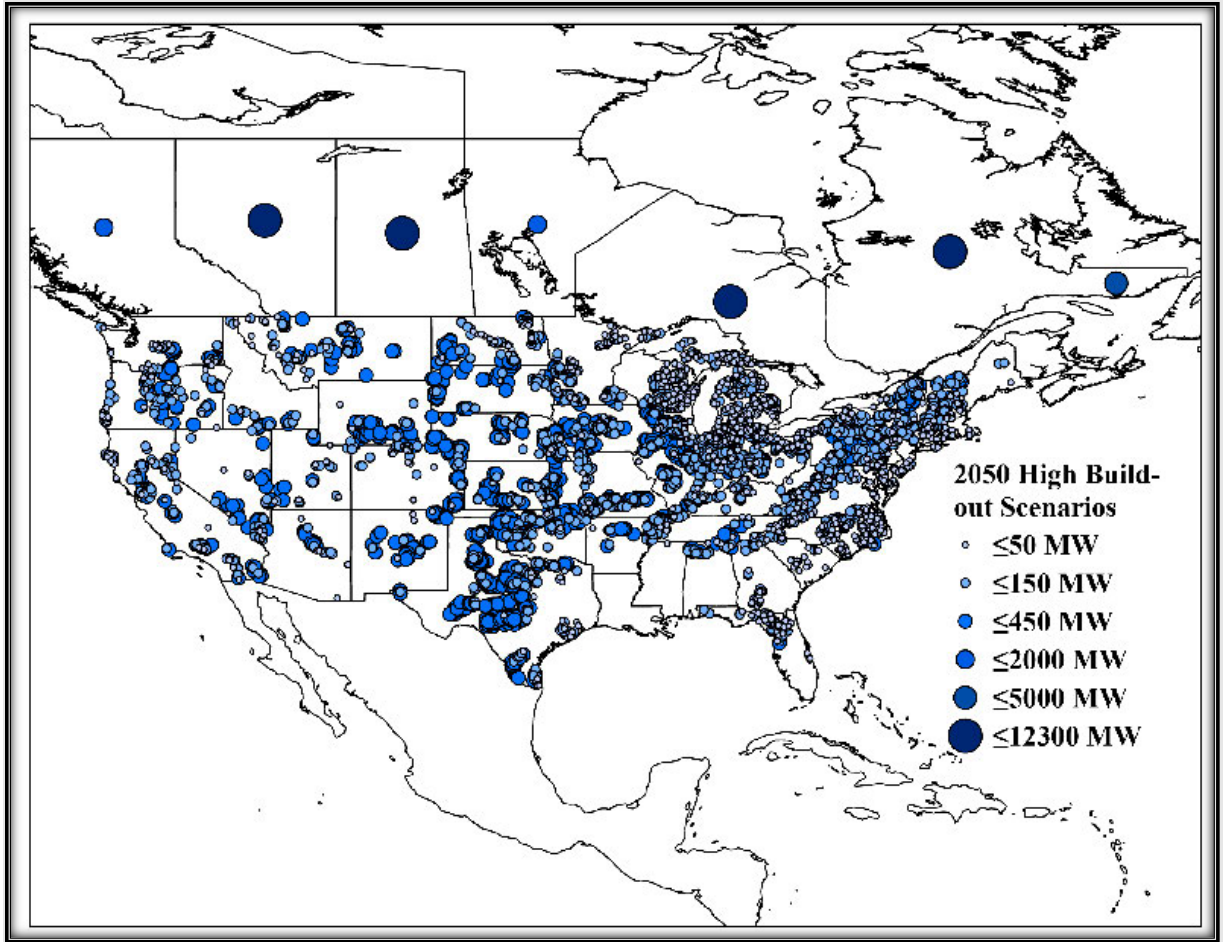 2050 High Build-
out Scenarios
≤50 MW
≤150 MW
≤450 MW
≤2000 MW
≤5000 MW
≤12300 MW